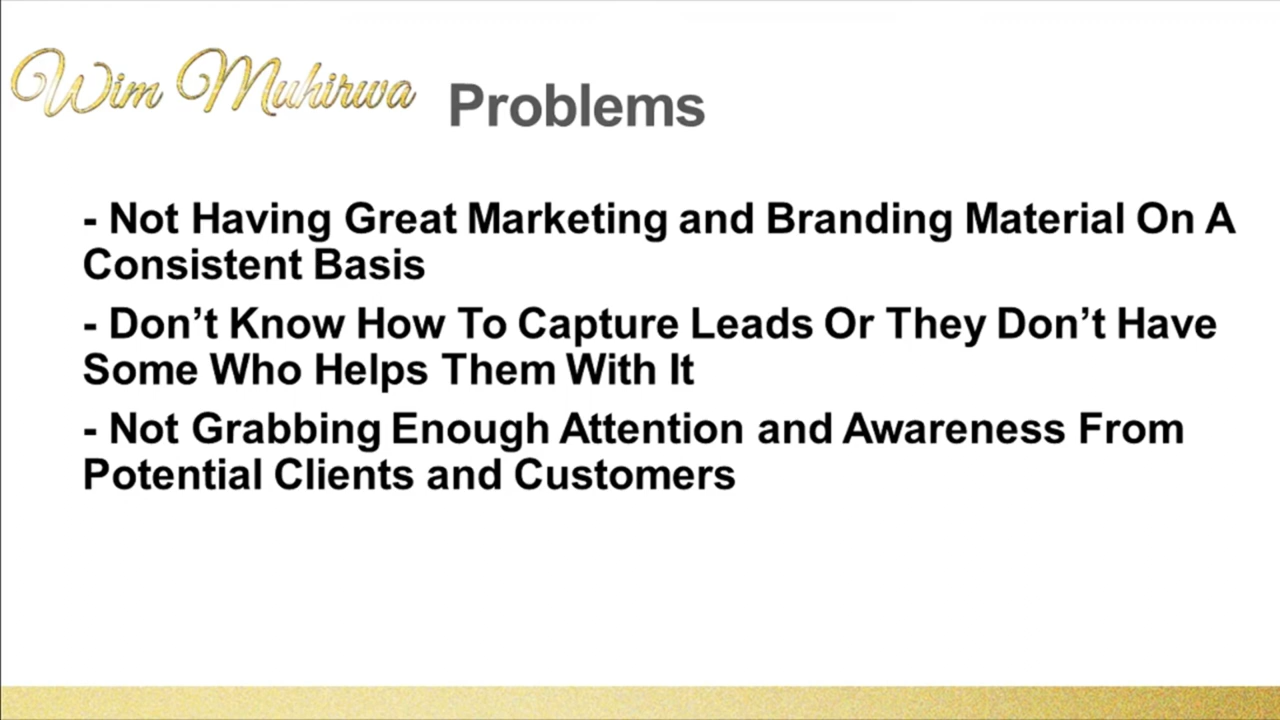 Wim Muhirwa
Problems
- Not Having Great Marketing and Branding Material On A
Consistent Basis
- Don’t Know How To Capture Leads Or They Don’t Have
Some Who Helps Them With It
- Not Grabbing Enough Attention and Awareness From
Potential Clients and Customers